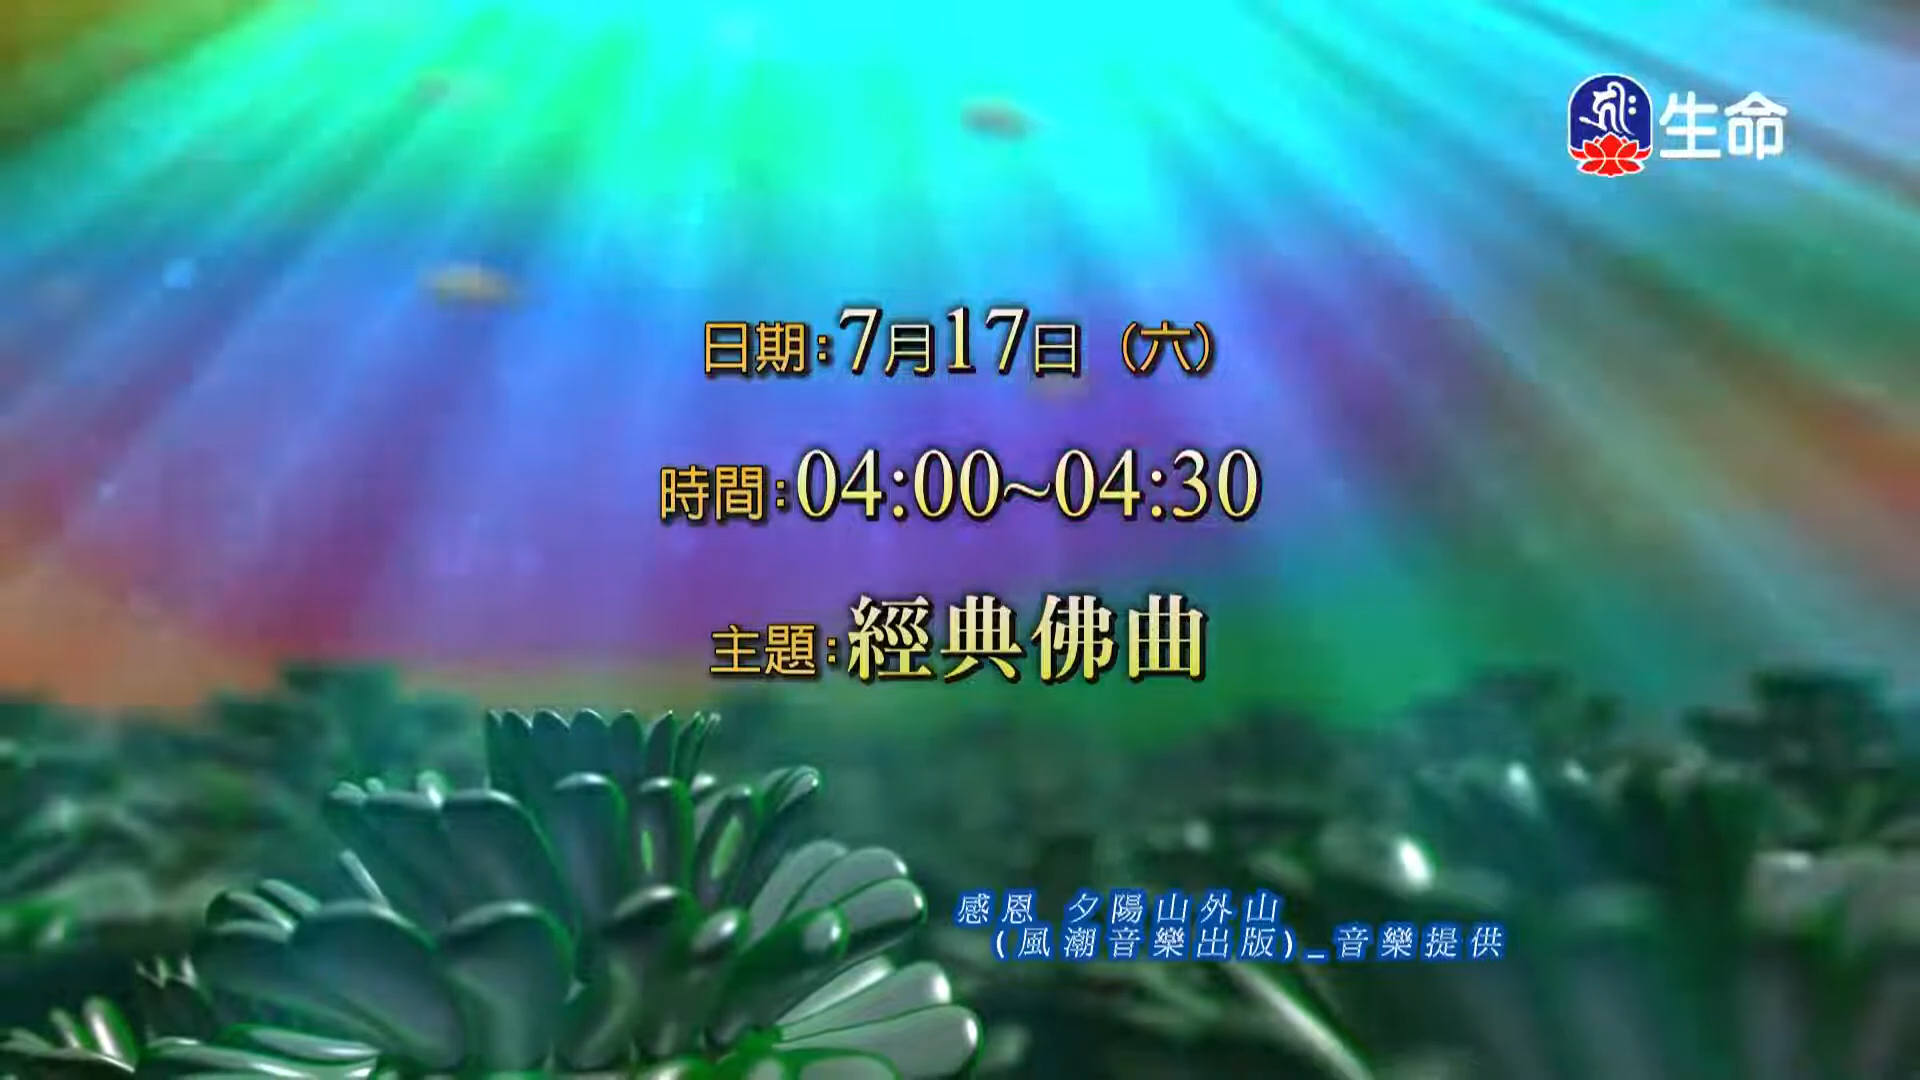 生命
日期:7月17日（六）
時間:04:00~04:30
主題:經典佛曲
感恩 夕陽山外山
(風潮音樂出版)_音樂提供